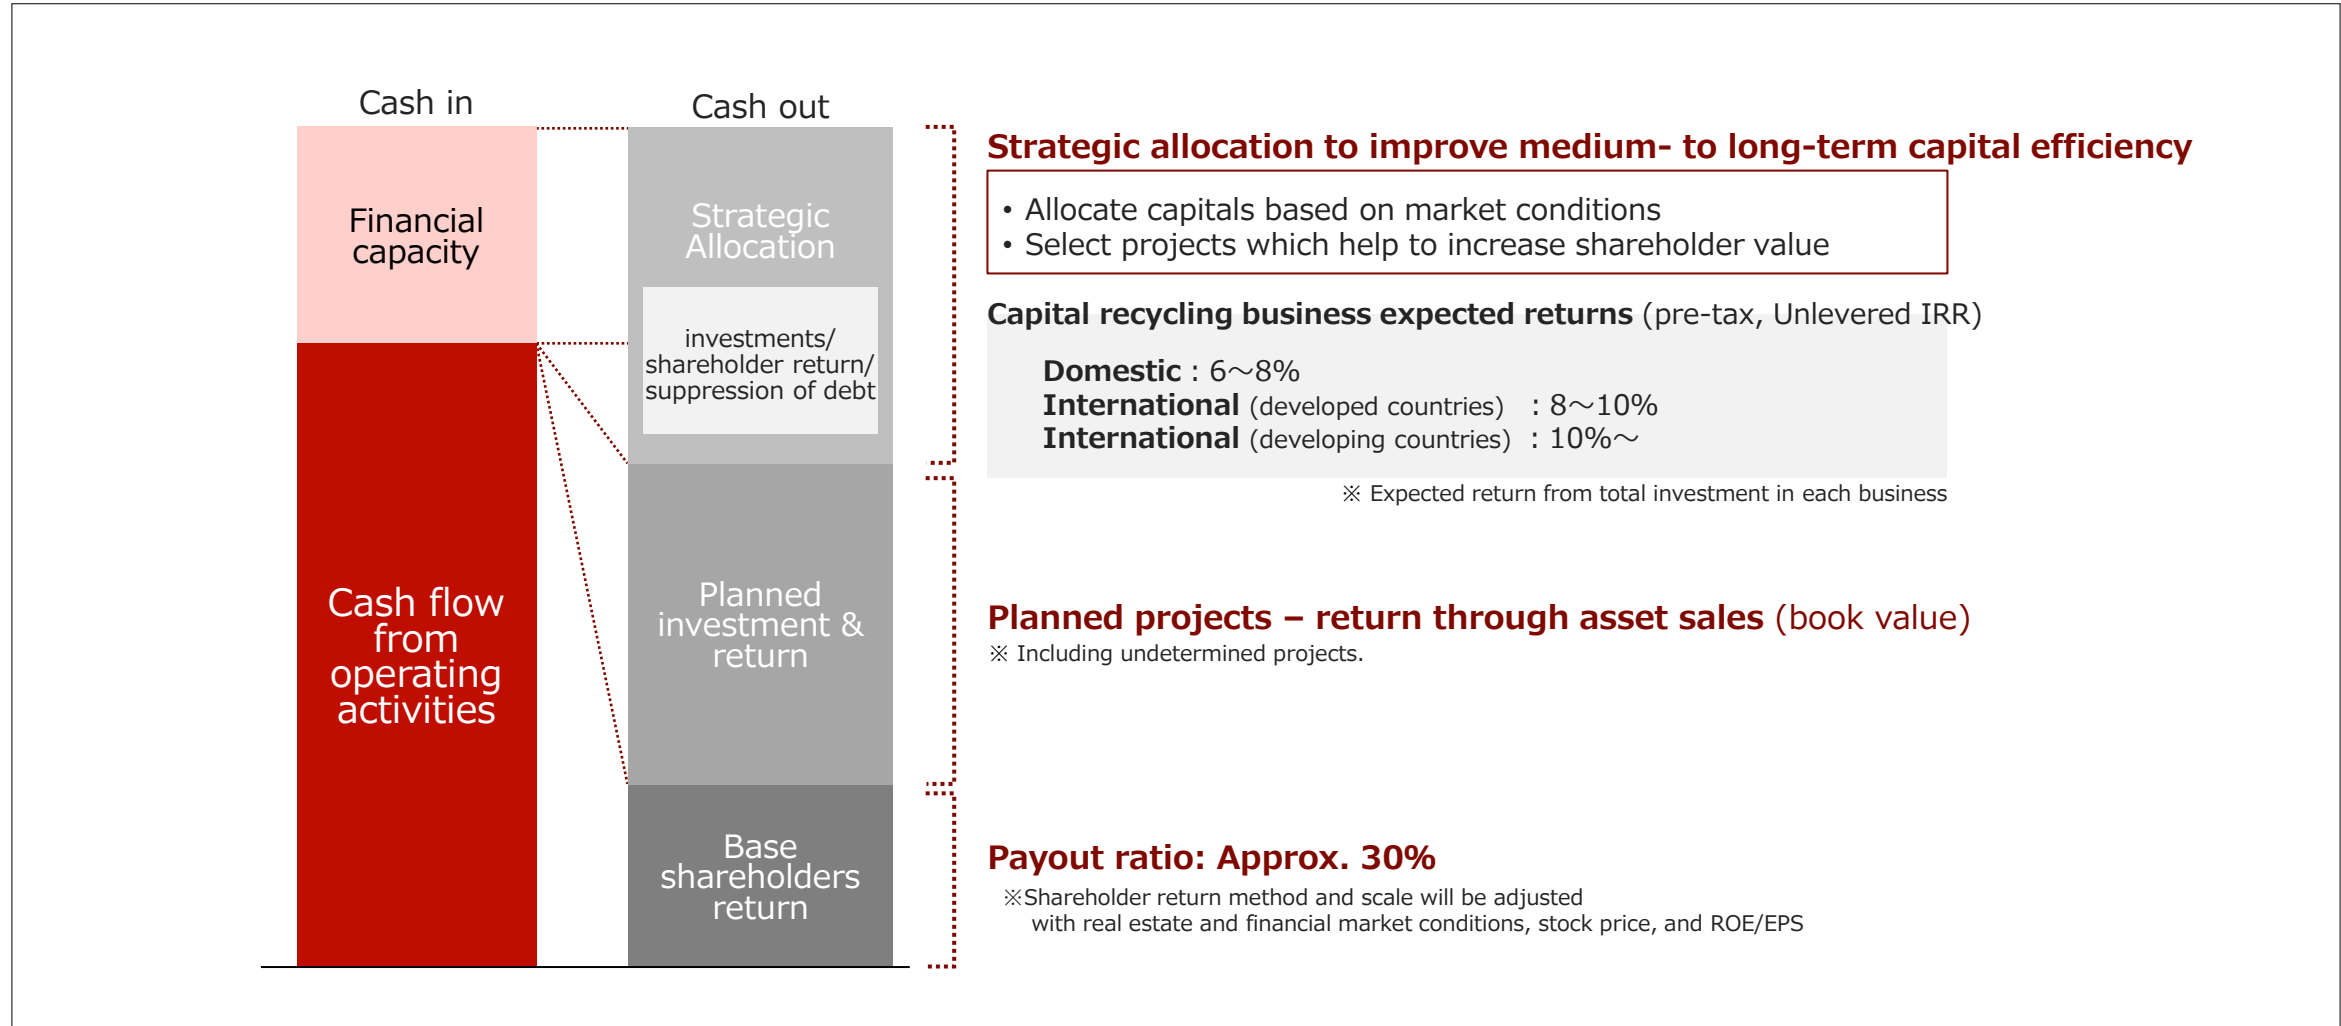 Cash in
Financial
capacity
Cash flow
from
operating
activities
Cash out
Strategic
Allocation
investments/
shareholder return/
suppression of debt
Planned
investment &
return
Base
shareholders
return
Strategic allocation to improve medium- to long-term capital efficiency
• Allocate capitals based on market conditions
• Select projects which help to increase shareholder value
Capital recycling business expected returns (pre-tax, Unlevered IRR)
Domestic : 6～8%
International (developed countries) : 8～10%
International (developing countries) : 10%～
※ Expected return from total investment in each business
Planned projects – return through asset sales (book value)
※ Including undetermined projects.
Payout ratio: Approx. 30%
※Shareholder return method and scale will be adjusted
with real estate and financial market conditions, stock price, and ROE/EPS